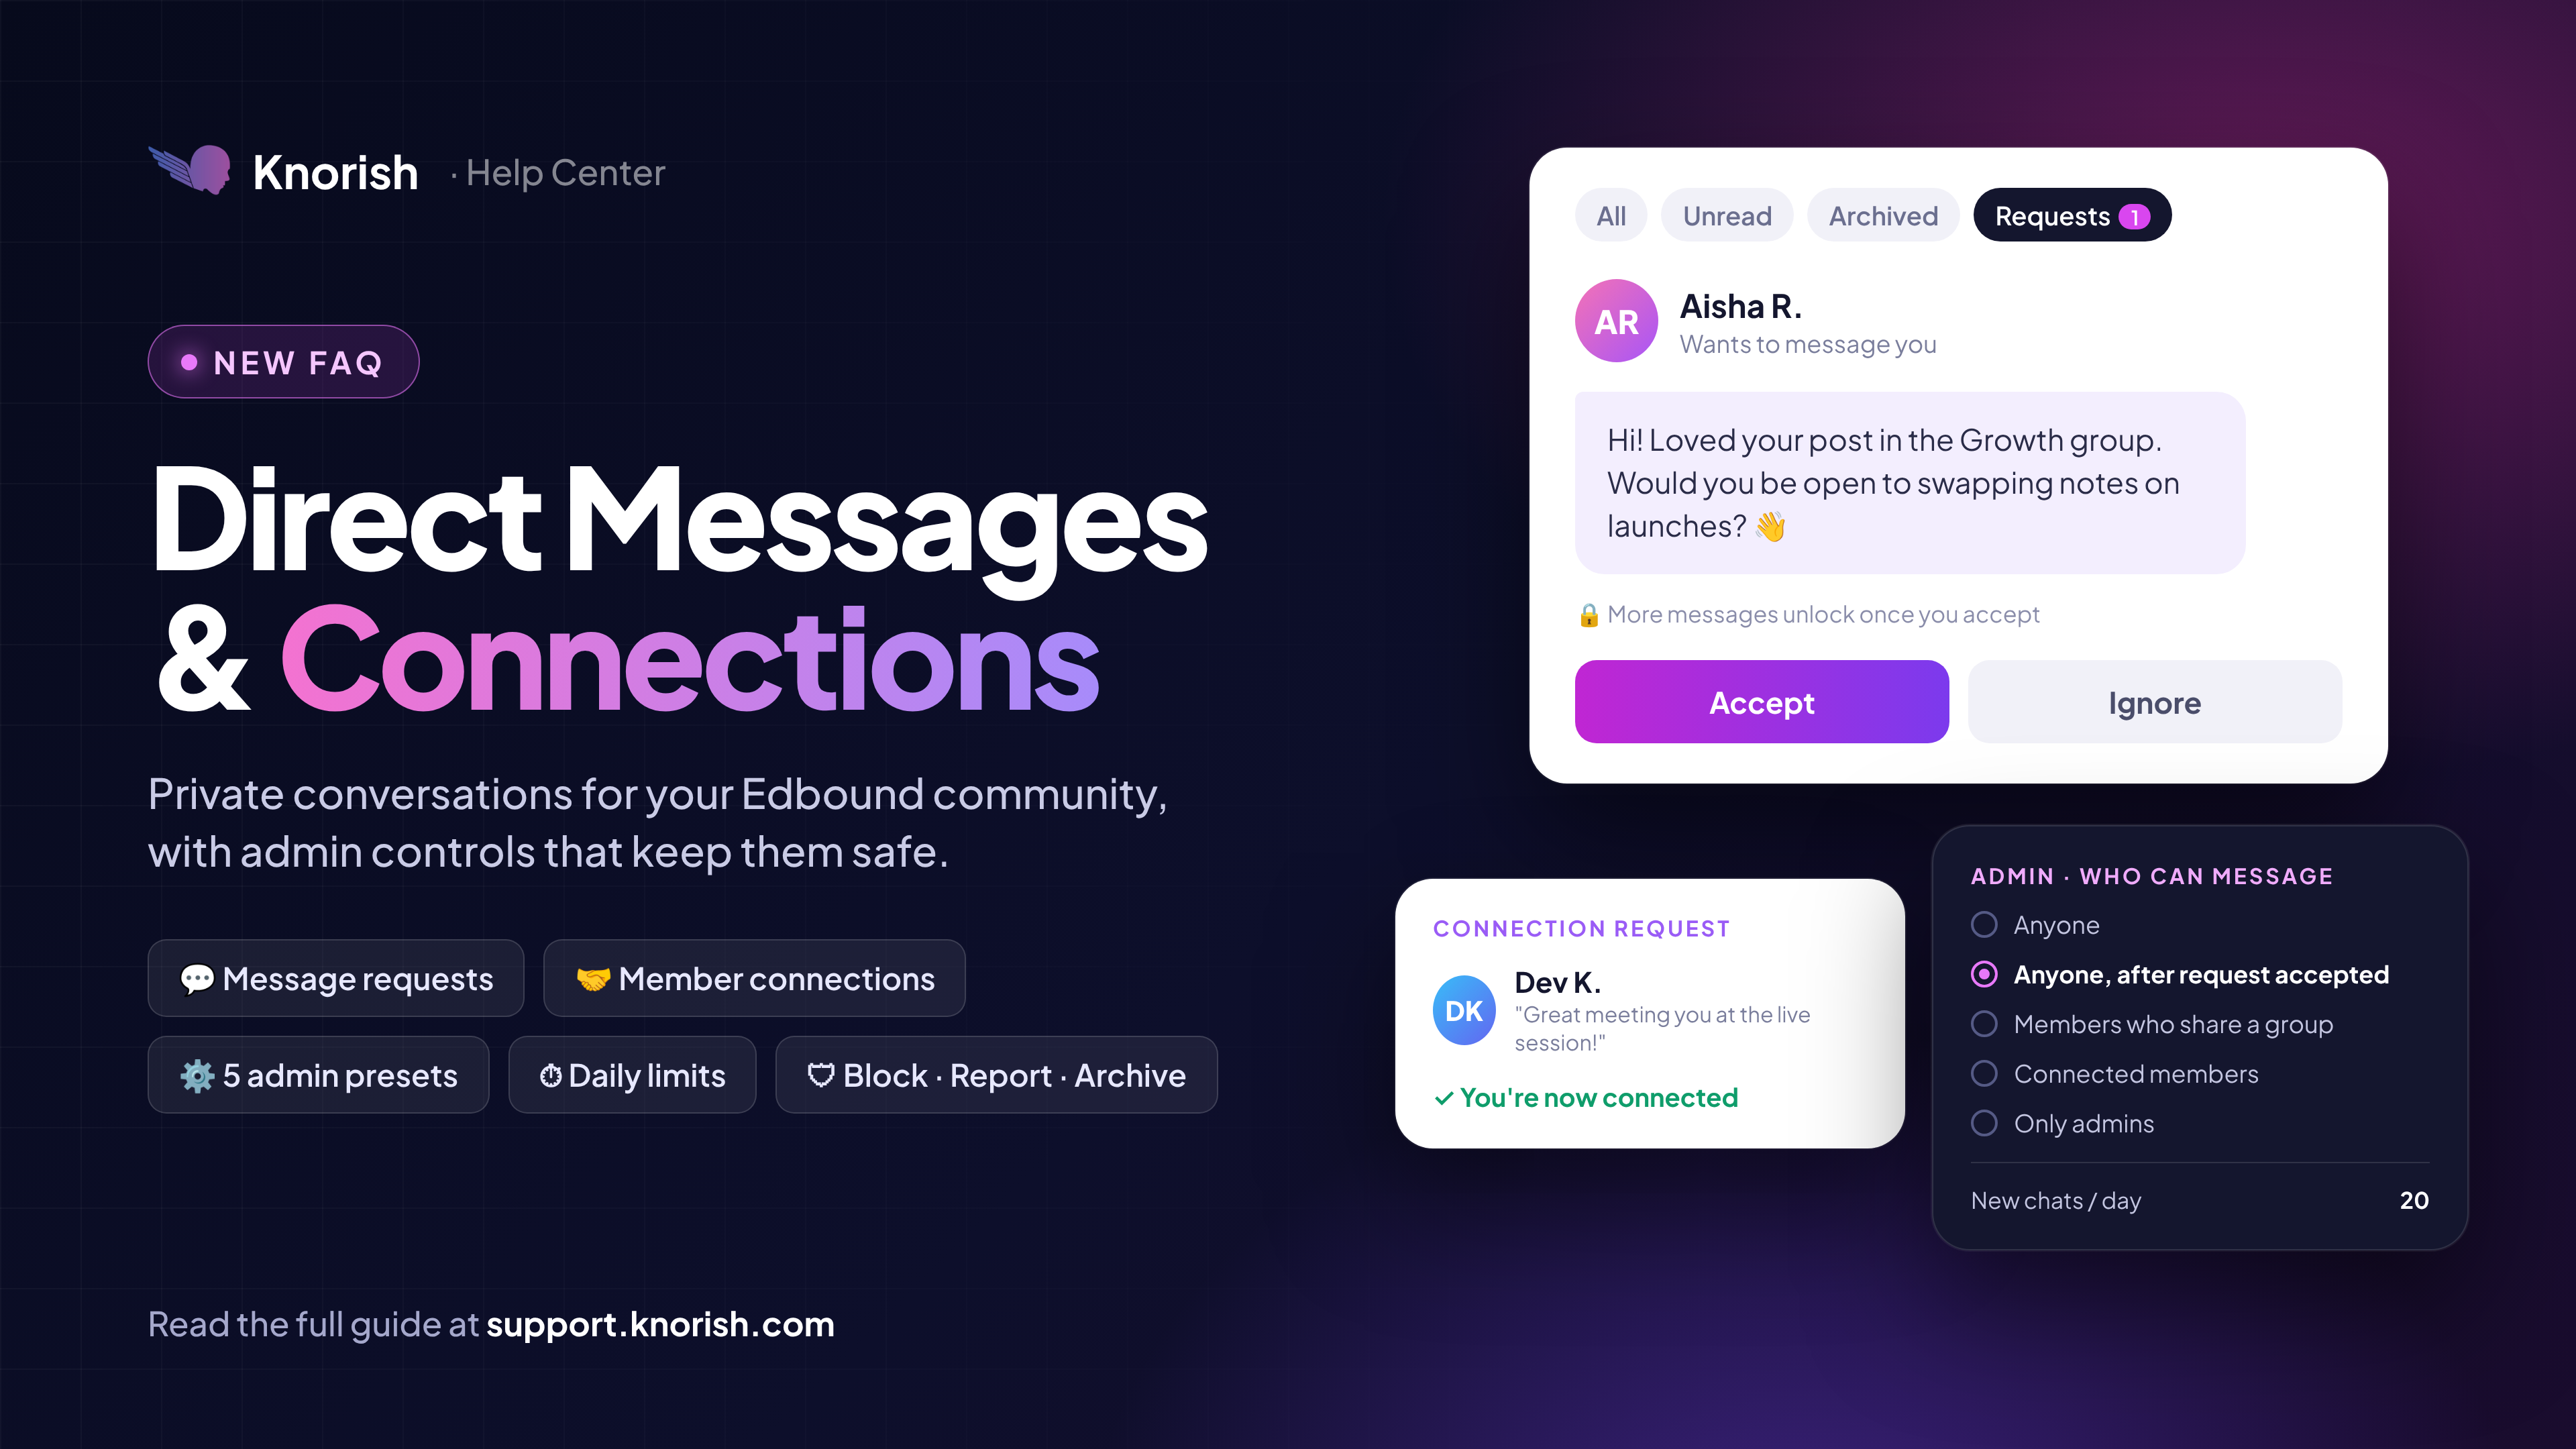 Knorish · Help Center
NEW FAQ
Direct Messages
& Connections
Private conversations for your Edbound community,
with admin controls that keep them safe.
💬 Message requests
🤝 Member connections
⚙️ 5 admin presets
⏱ Daily limits
🛡 Block · Report · Archive
Read the full guide at support.knorish.com
All
Unread
Archived
Requests 1
AR
Aisha R.
Wants to message you
Hi! Loved your post in the Growth group.
Would you be open to swapping notes on
launches? 👋
🔒 More messages unlock once you accept
Accept
Ignore
CONNECTION REQUEST
DK
Dev K.
"Great meeting you at the live
session!"
✓ You're now connected
ADMIN · WHO CAN MESSAGE
Anyone
Anyone, after request accepted
Members who share a group
Connected members
Only admins
New chats / day 20